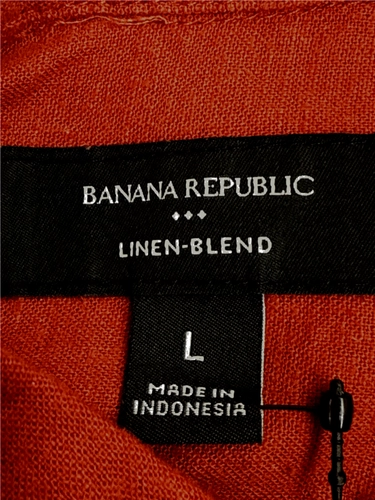 BANANA REPUBLIC
LINEN-BLEND
L
MADE IN
INDONESIA